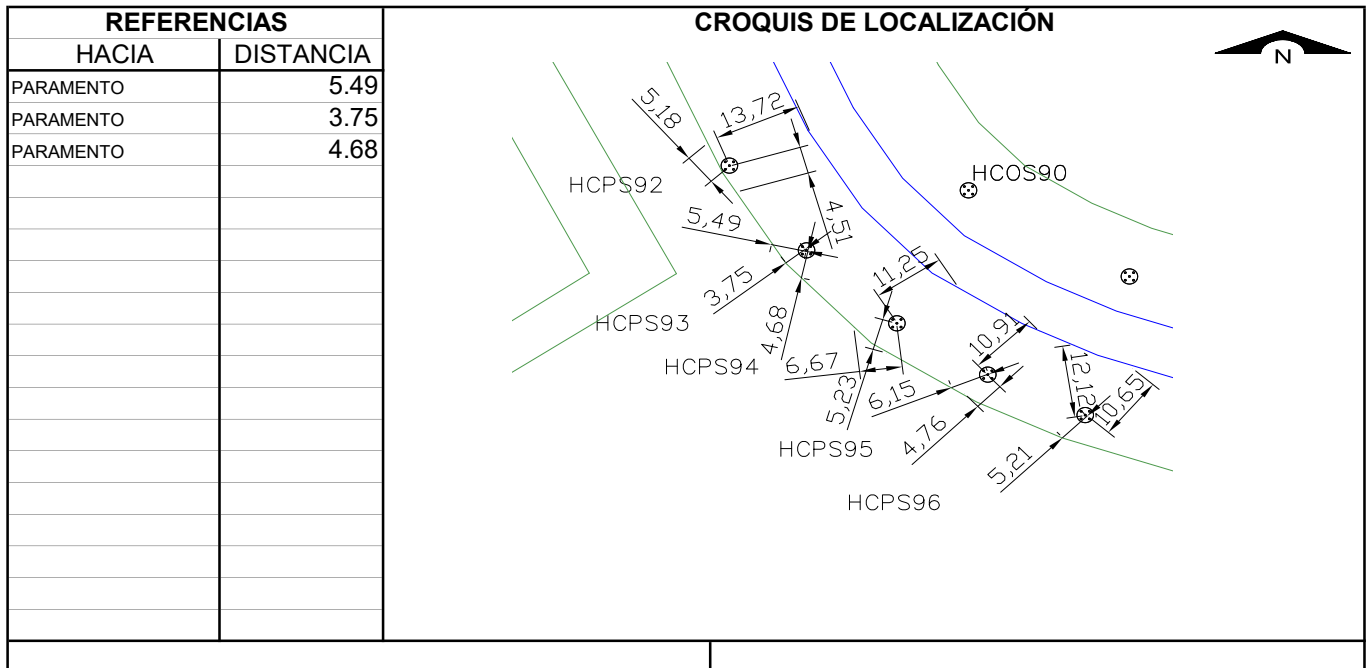 REFERENCIAS
HACIA DISTANCIA
PARAMENTO 5.49
PARAMENTO 3.75
PARAMENTO 4.68
CROQUIS DE LOCALIZACIÓN
N
5,18
13,72
HCPS92
HCOS90
5,49
4,51
3,75
11,25
HCPS93
4,68
HCPS94
6,67
10,91
5,23
6,15
12,12
10,65
HCPS95
4,76
5,21
HCPS96